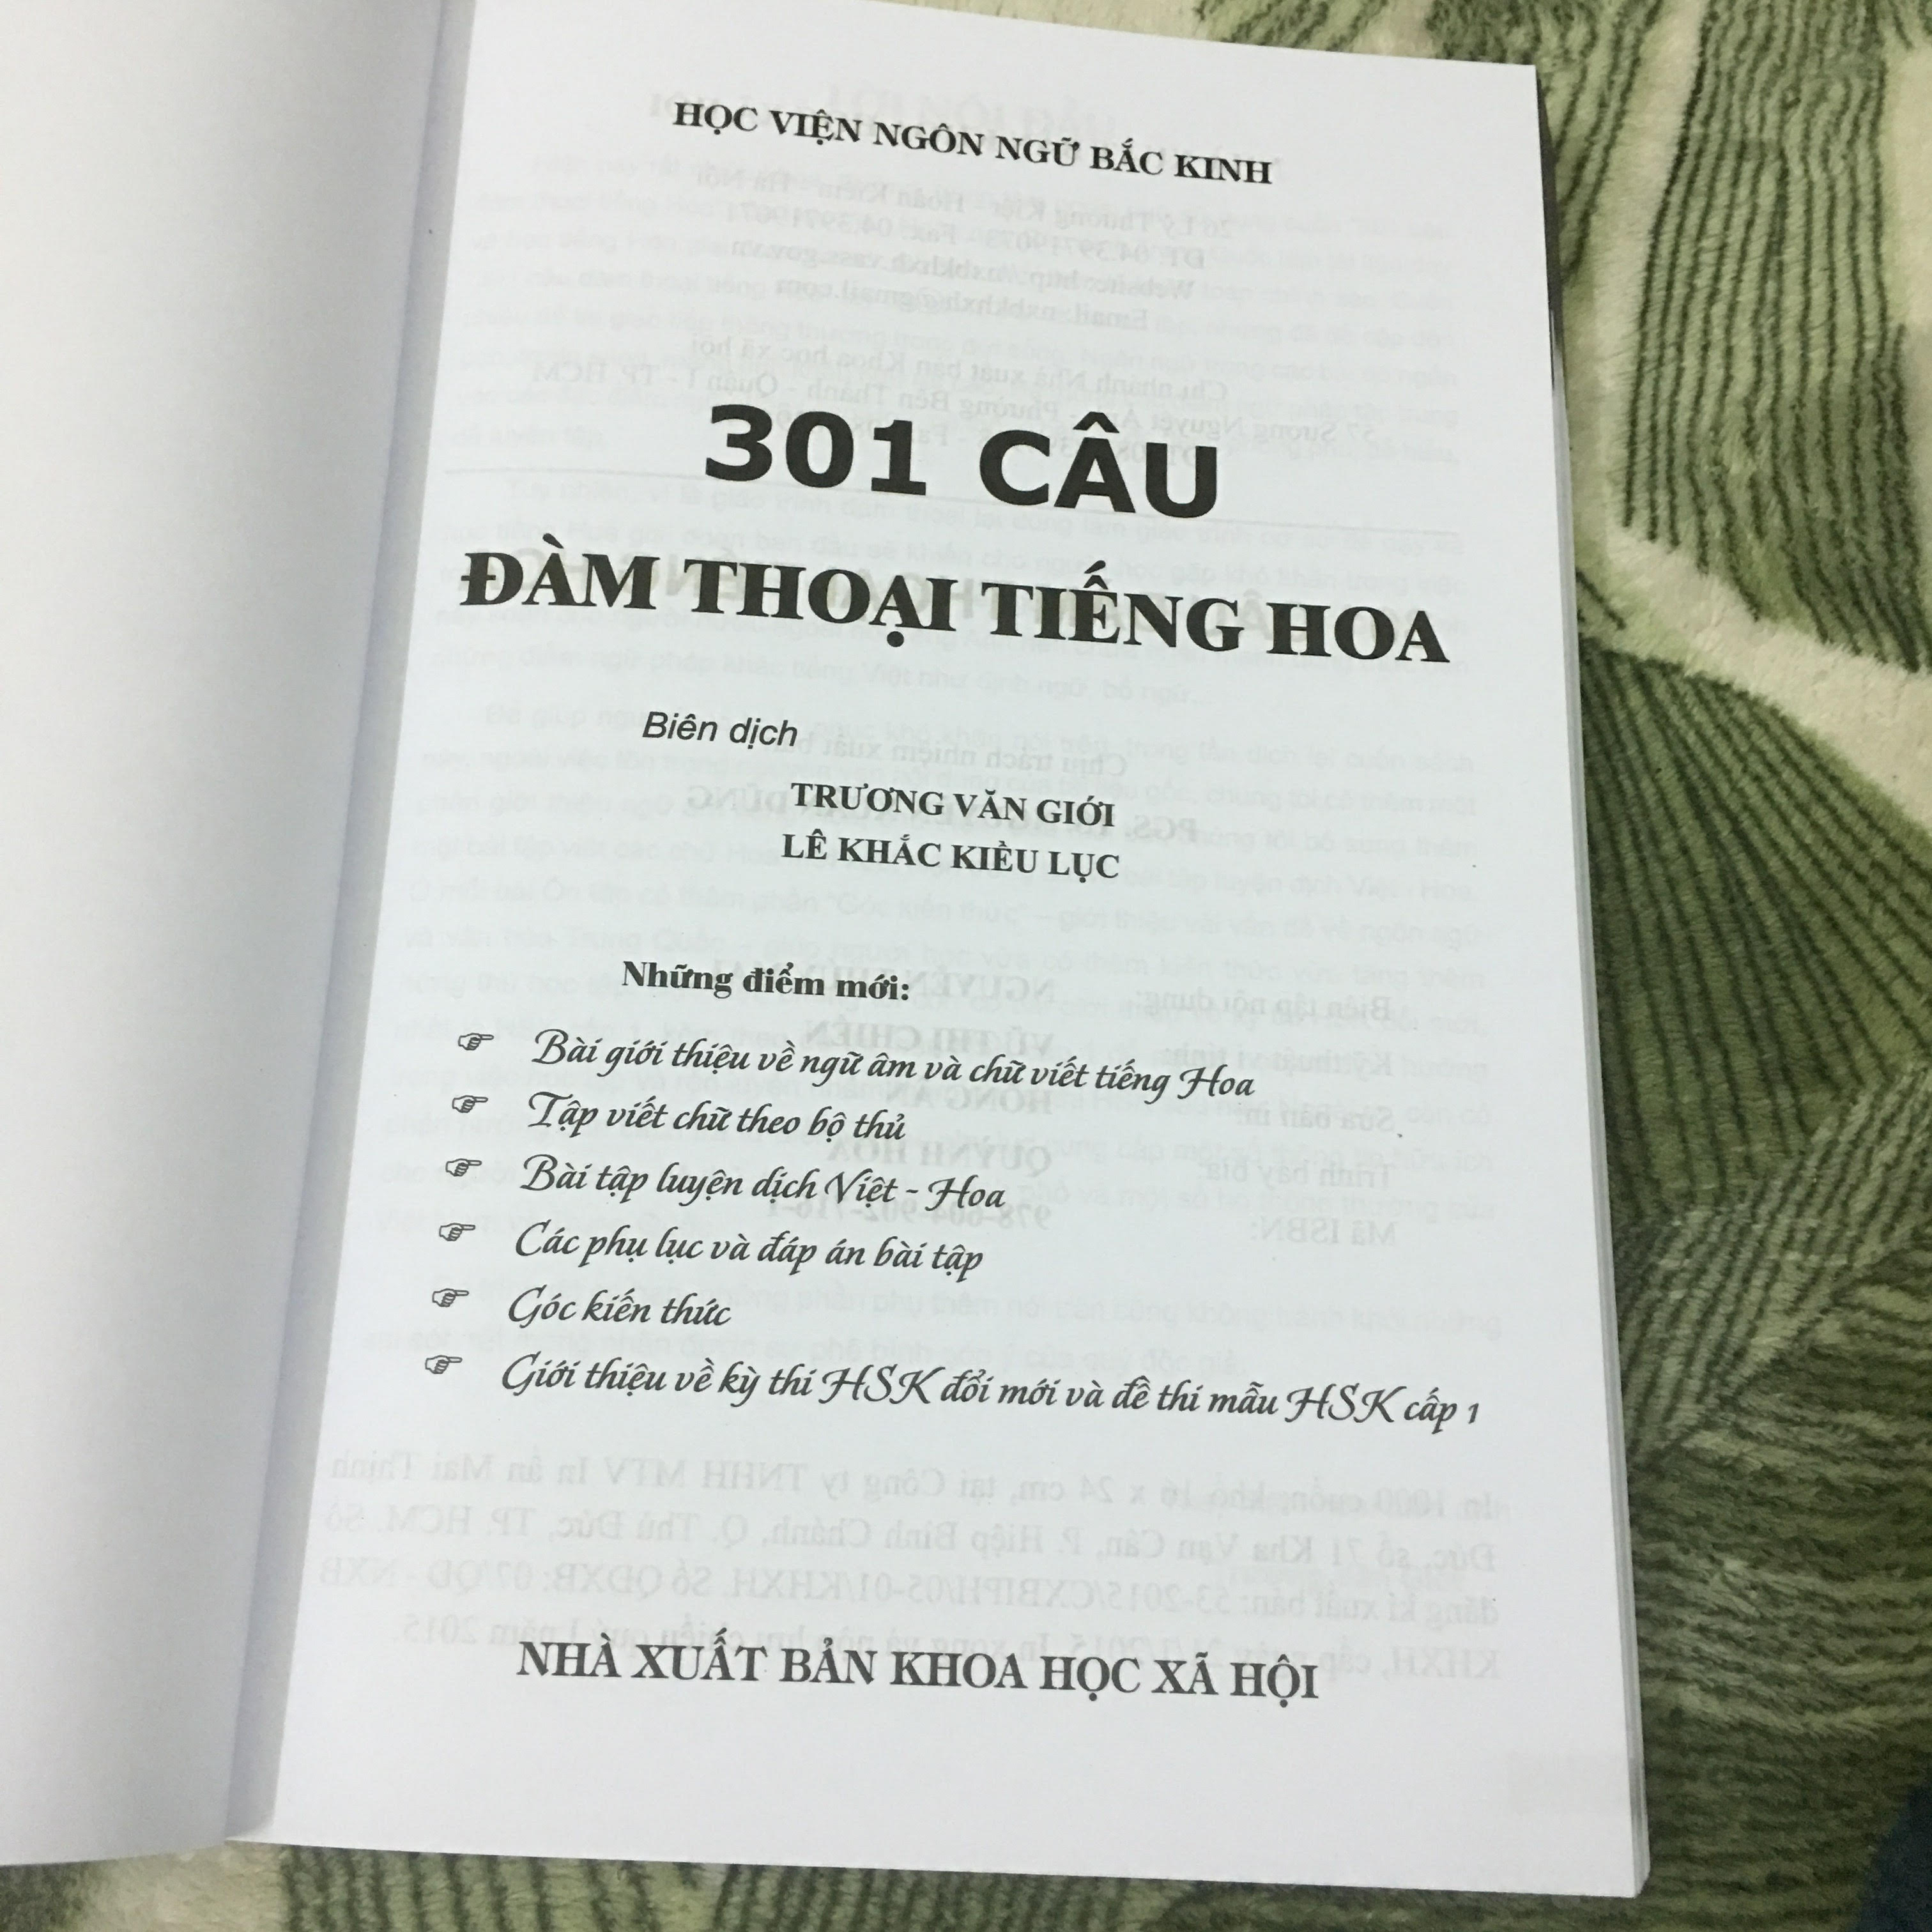 HỌC VIỆN NGÔN NGỮ BẮC KINH
301 CÂU
ĐÀM THOẠI TIẾNG HOA
Biên dịch
TRƯƠNG VĂN GIỚI
LÊ KHẮC KIỀU LỤC
Những điểm mới:
☞ Bài giới thiệu về ngữ âm và chữ viết tiếng Hoa
☞ Tập viết chữ theo bộ thủ
☞ Bài tập luyện dịch Việt - Hoa
☞ Các phụ lục và đáp án bài tập
☞ Góc kiến thức
☞ Giới thiệu về kỳ thi HSK đổi mới và đề thi mẫu HSK cấp 1
NHÀ XUẤT BẢN KHOA HỌC XÃ HỘI